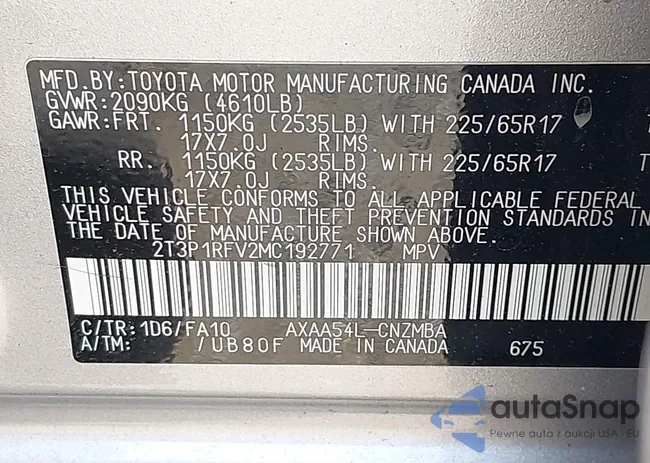 MFD.BY:TOYOTA MOTOR MANUFACTURING CANADA INC.
GVWR:2090KG (4610LB)
GAWR:FRT. 1150KG (2535LB) WITH 225/65R17 T
17X7.0J RIMS.
RR. 1150KG (2535LB) WITH 225/65R17 T
17X7.0J RIMS.
THIS VEHICLE CONFORMS TO ALL APPLICABLE FEDERAL
VEHICLE SAFETY AND THEFT PREVENTION STANDARDS IN
THE DATE OF MANUFACTURE SHOWN ABOVE.
2T3P1RFV2MC192771 MPV
C/TR:1D6/FA10 AXAA54L-CNZMBA
A/TM: /UB80F MADE IN CANADA 675
autaSnap
Pewne auta z aukcji USA i EU